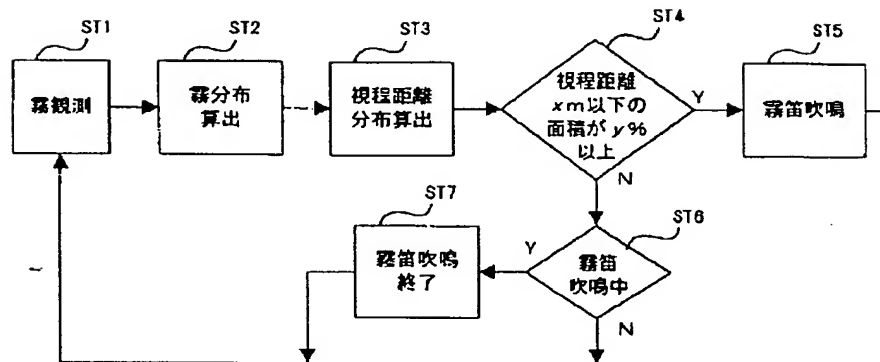 ST1
霧観測
ST2
霧分布
算出
ST3
視程距離
分布算出
ST4
視程距離
xm以下の
面積がy%
以上
Y
N
ST5
霧笛吹鳴
ST6
霧笛
吹鳴中
Y
N
ST7
霧笛吹鳴
終了